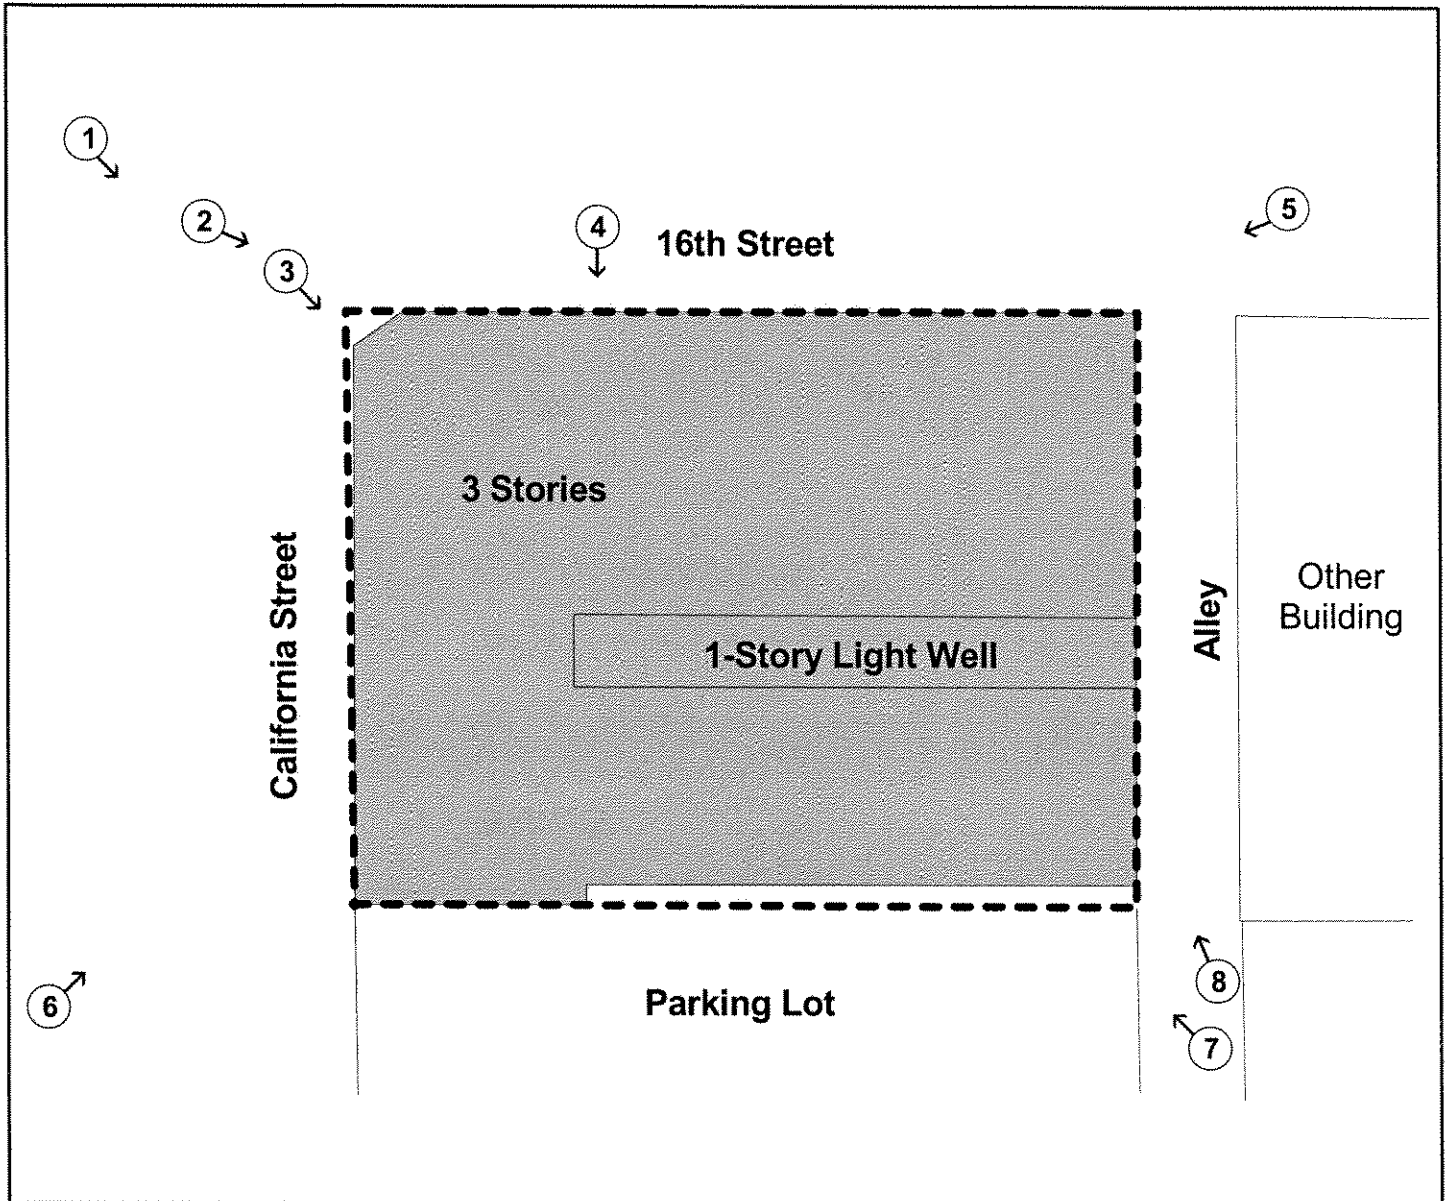 1
2
3
4
5
16th Street
3 Stories
California Street
1-Story Light Well
Alley
Other
Building
6
Parking Lot
8
7